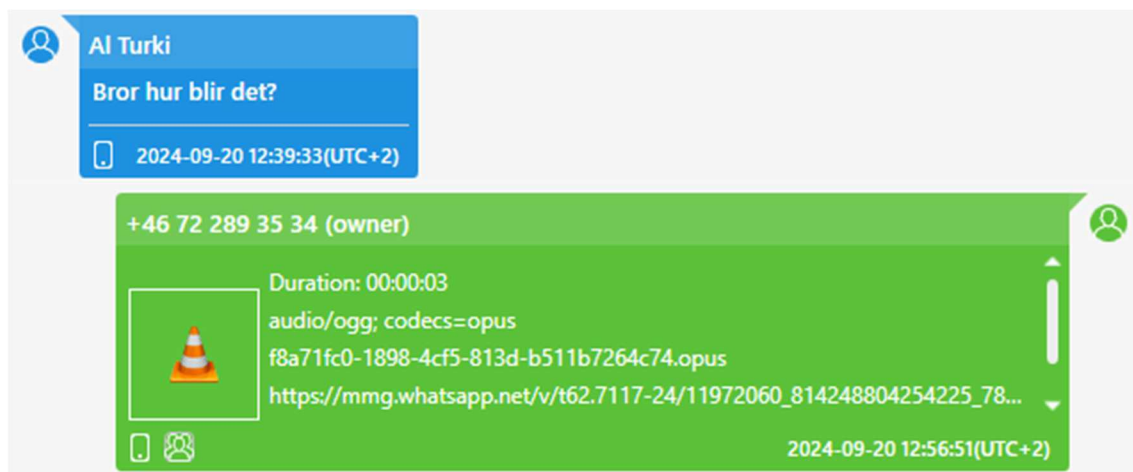 Al Turki
Bror hur blir det?
2024-09-20 12:39:33(UTC+2)
+46 72 289 35 34 (owner)
Duration: 00:00:03
audio/ogg; codecs=opus
f8a71fc0-1898-4cf5-813d-b511b7264c74.opus
https://mmg.whatsapp.net/v/t62.7117-24/11972060_814248804254225_78...
2024-09-20 12:56:51(UTC+2)